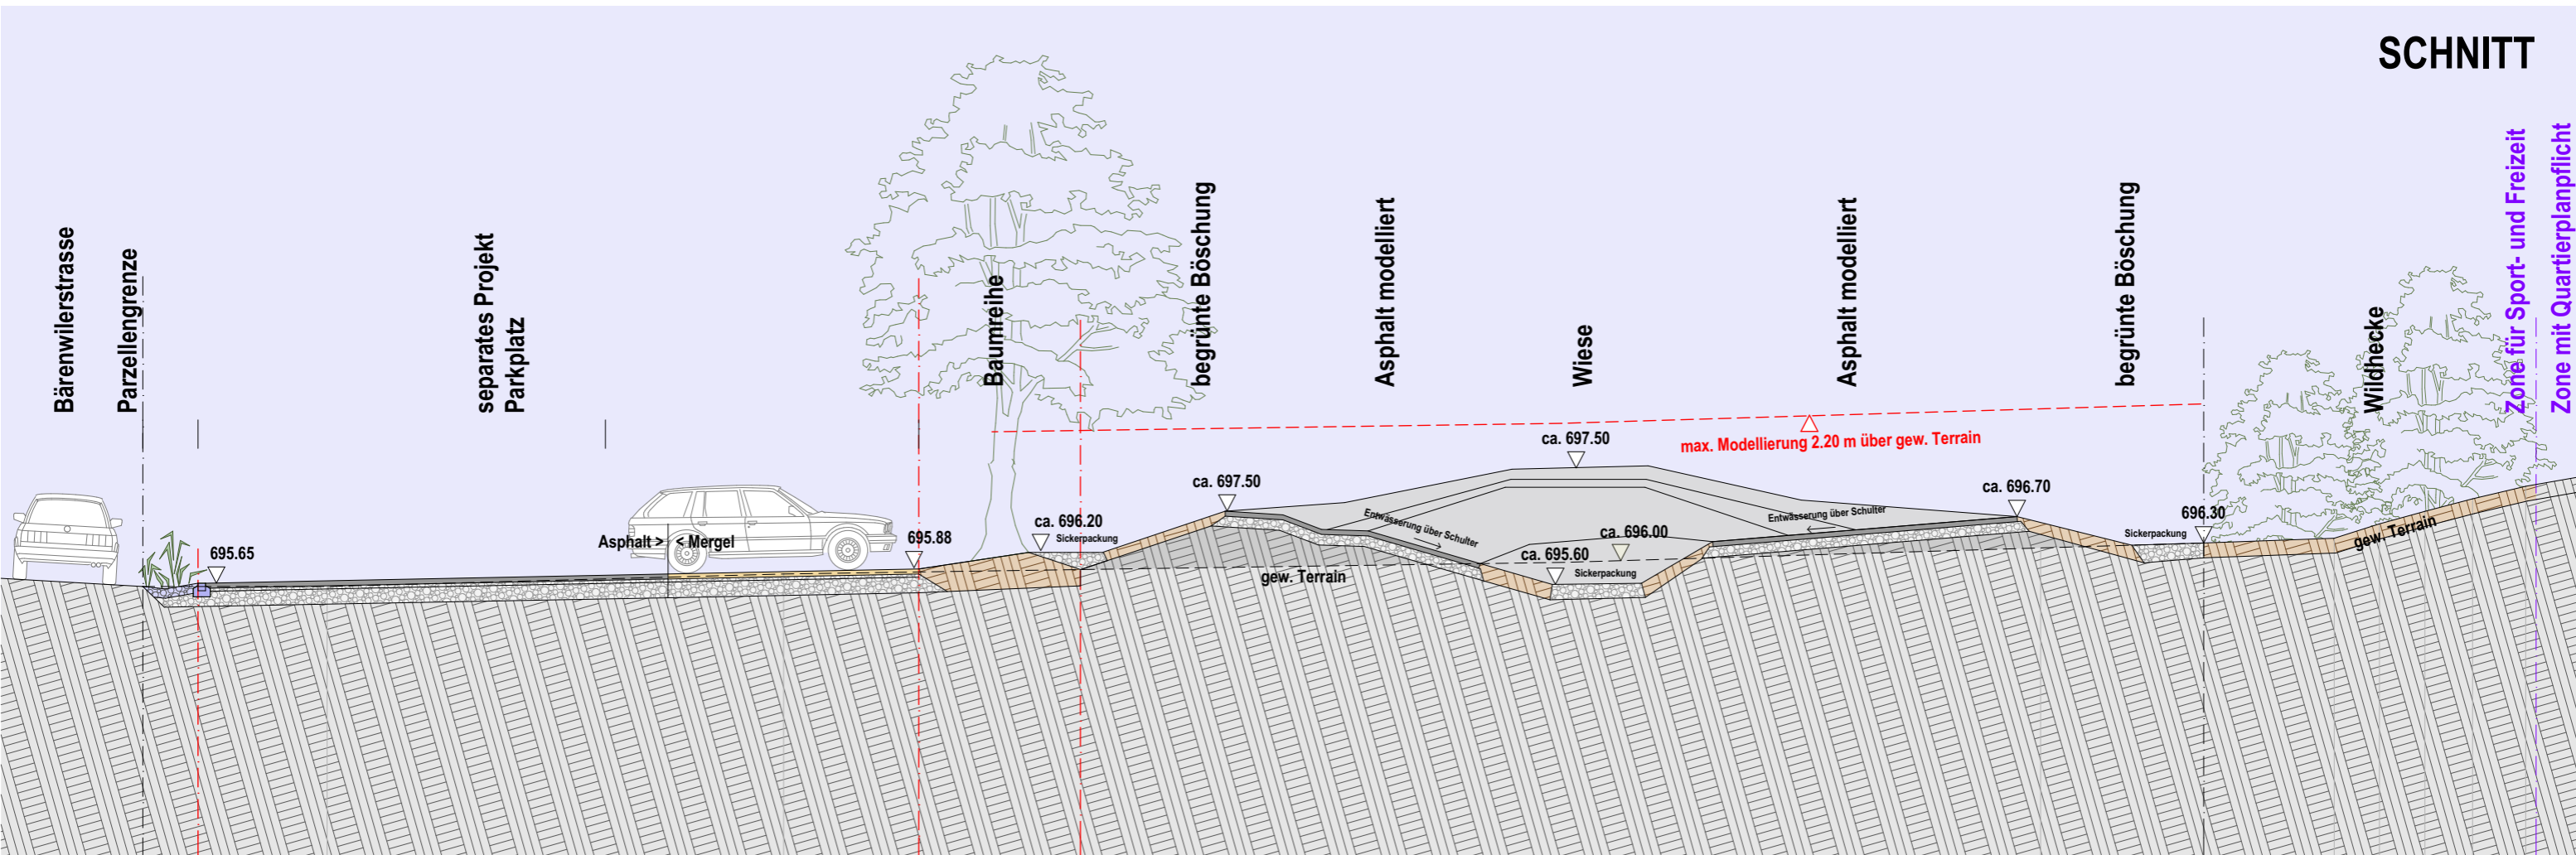 SCHNITT
Bärenwilerstrasse
Parzellengrenze
separates Projekt
Parkplatz
Baumreihe
begrünte Böschung
Asphalt modelliert
Wiese
Asphalt modelliert
begrünte Böschung
Wildhecke
Zone für Sport- und Freizeit
Zone mit Quartierplanpflicht
max. Modellierung 2.20 m über gew. Terrain
695.65
Asphalt > < Mergel
695.88
ca. 696.20
Sickerpackung
ca. 697.50
gew. Terrain
Entwässerung über Schulter
ca. 697.50
ca. 695.60
ca. 696.00
Sickerpackung
Entwässerung über Schulter
ca. 696.70
Sickerpackung
696.30
gew. Terrain